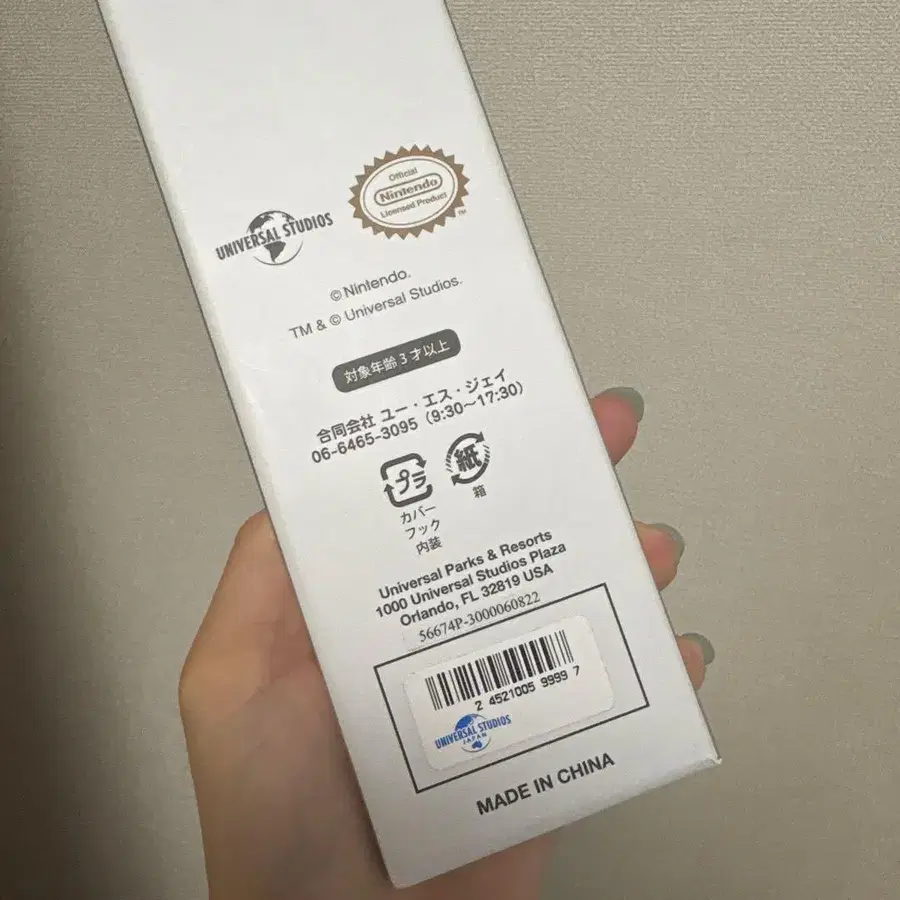 UNIVERSAL STUDIOS
Official
Nintendo
Licensed Product
TM
© Nintendo.
TM & © Universal Studios.
対象年齢3才以上
合同会社 ユー・エス・ジェイ
06-6465-3095（9:30～17:30）
プラ
カバー
フック
内装
紙
箱
Universal Parks & Resorts
1000 Universal Studios Plaza
Orlando, FL 32819 USA
56674P-3000060822
2 4521005 9999 7
UNIVERSAL STUDIOS
JAPAN
MADE IN CHINA